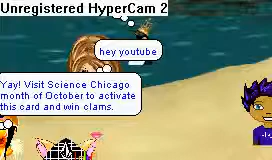 Unregistered HyperCam 2
hey youtube
Yay! Visit Science Chicago
month of October to activate
this card and win clams.